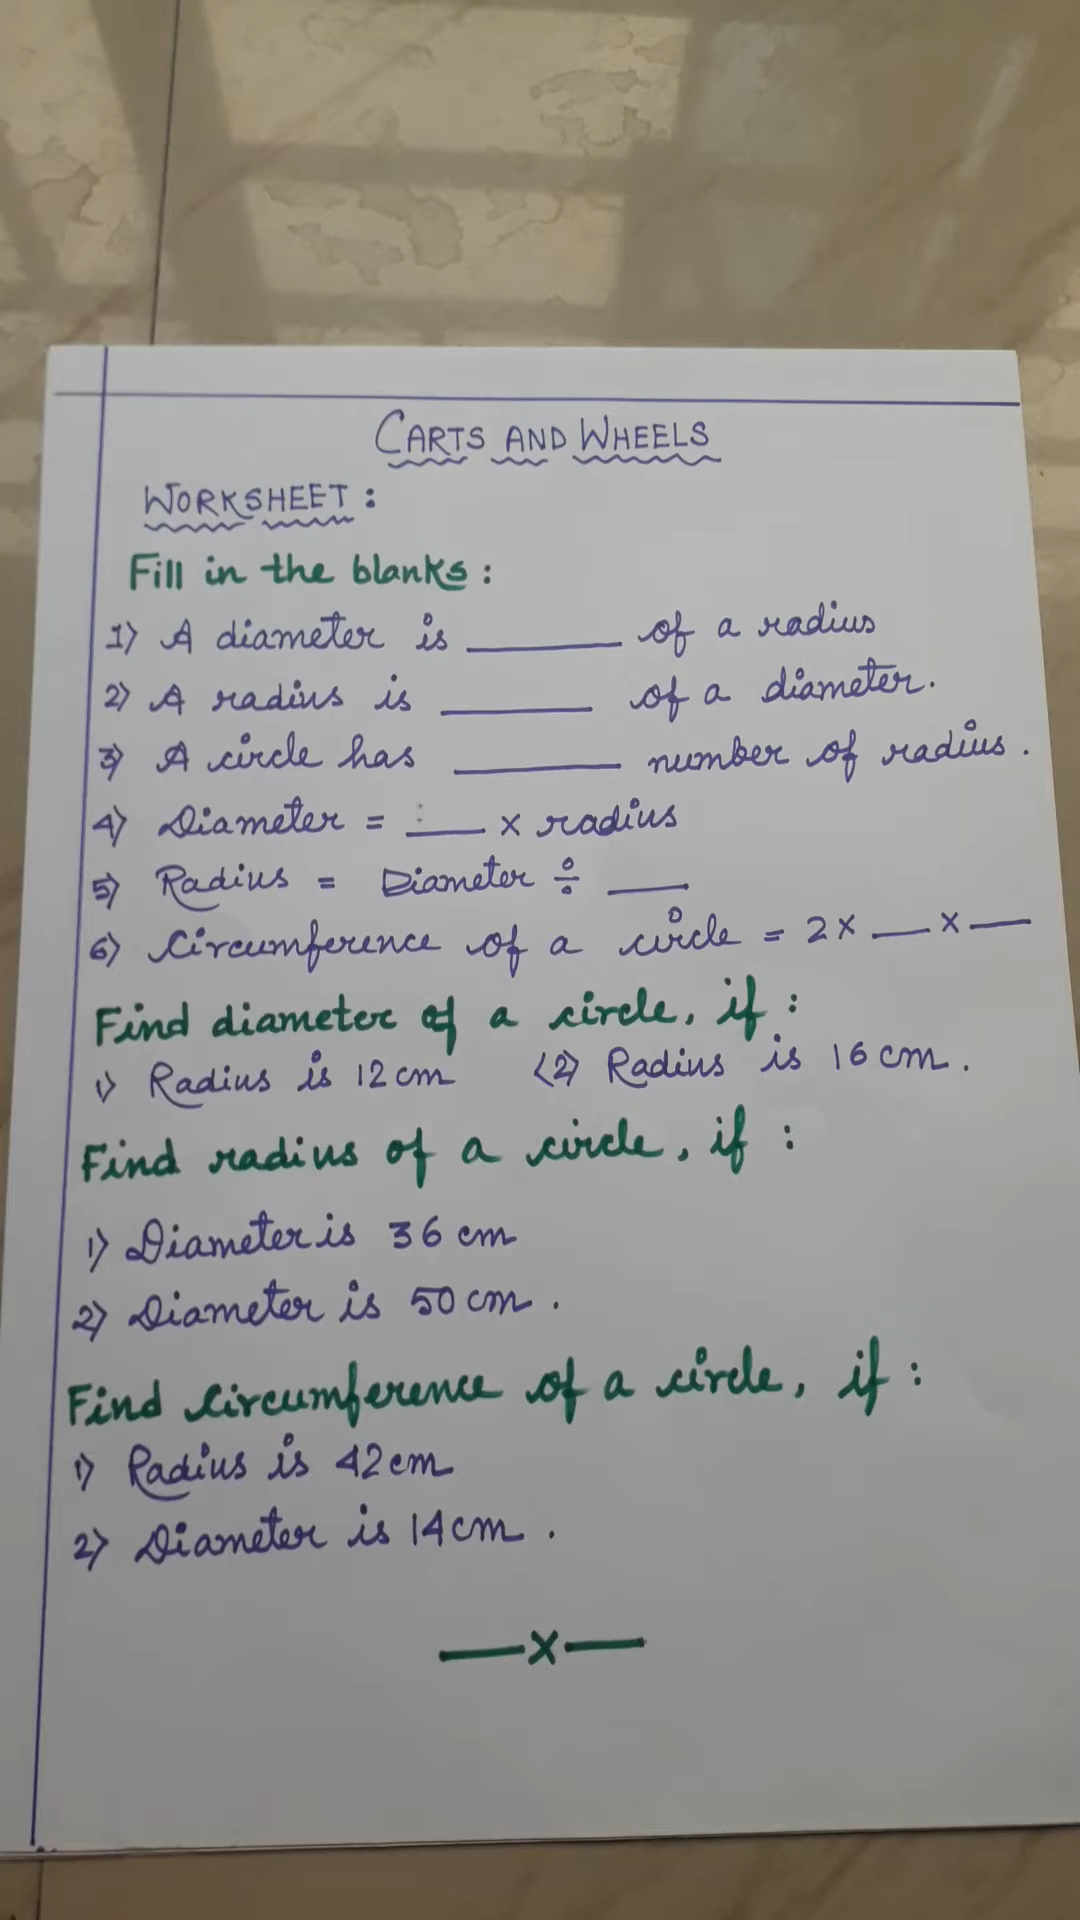 CARTS AND WHEELS
WORKSHEET:
Fill in the blanks:
1) A diameter is ______ of a radius
2) A radius is ______ of a diameter.
3) A circle has ______ number of radius.
4) Diameter = ___ x radius
5) Radius = Diameter ÷ ___
6) Circumference of a circle = 2 x __ x __
Find diameter of a circle, if:
1) Radius is 12 cm (2) Radius is 16 cm.
Find radius of a circle, if:
1) Diameter is 36 cm
2) Diameter is 50 cm.
Find circumference of a circle, if:
1) Radius is 42 cm
2) Diameter is 14 cm.
—x—